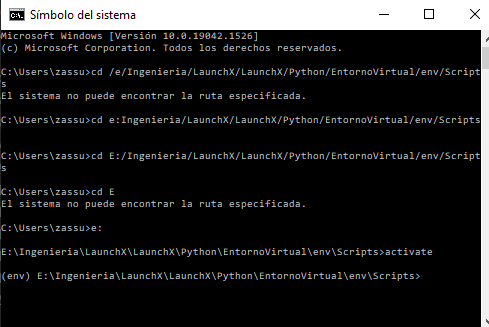 Símbolo del sistema
Microsoft Windows [Versión 10.0.19042.1526]
(c) Microsoft Corporation. Todos los derechos reservados.
C:\Users\zassu>cd /e/Ingenieria/LaunchX/LaunchX/Python/EntornoVirtual/env/Script
s
El sistema no puede encontrar la ruta especificada.
C:\Users\zassu>cd e:Ingenieria/LaunchX/LaunchX/Python/EntornoVirtual/env/Scripts
C:\Users\zassu>cd E:/Ingenieria/LaunchX/LaunchX/Python/EntornoVirtual/env/Script
s
C:\Users\zassu>cd E
El sistema no puede encontrar la ruta especificada.
C:\Users\zassu>e:
E:\Ingenieria\LaunchX\LaunchX\Python\EntornoVirtual\env\Scripts>activate
(env) E:\Ingenieria\LaunchX\LaunchX\Python\EntornoVirtual\env\Scripts>